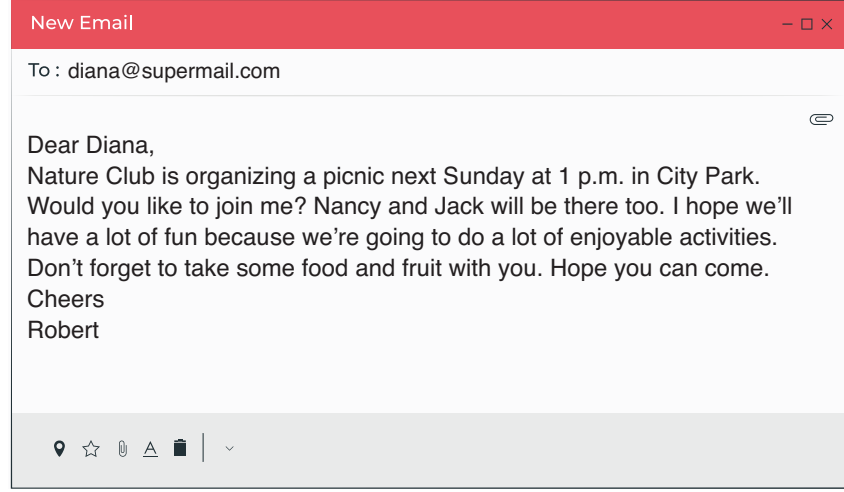 New Email
To : diana@supermail.com
Dear Diana,
Nature Club is organizing a picnic next Sunday at 1 p.m. in City Park.
Would you like to join me? Nancy and Jack will be there too. I hope we’ll
have a lot of fun because we’re going to do a lot of enjoyable activities.
Don’t forget to take some food and fruit with you. Hope you can come.
Cheers
Robert
A